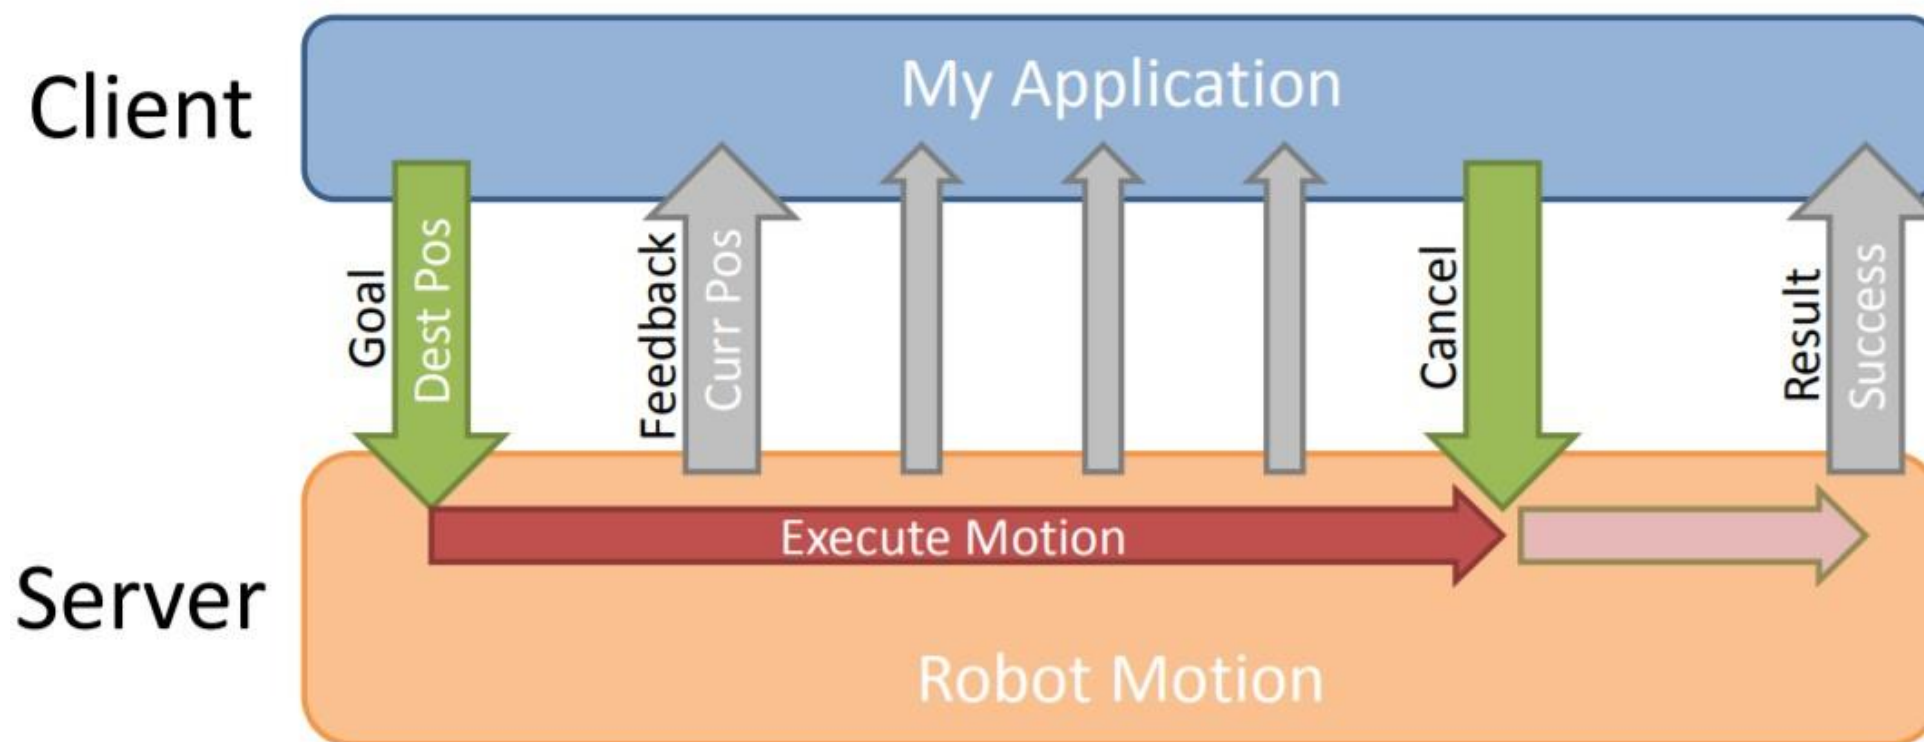 Client
My Application
Goal
Dest Pos
Feedback
Curr Pos
Cancel
Result
Success
Execute Motion
Server
Robot Motion